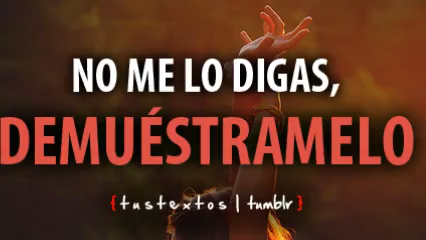 NO ME LO DIGAS,
DEMUÉSTRAMELO
{tustextos | tumblr}